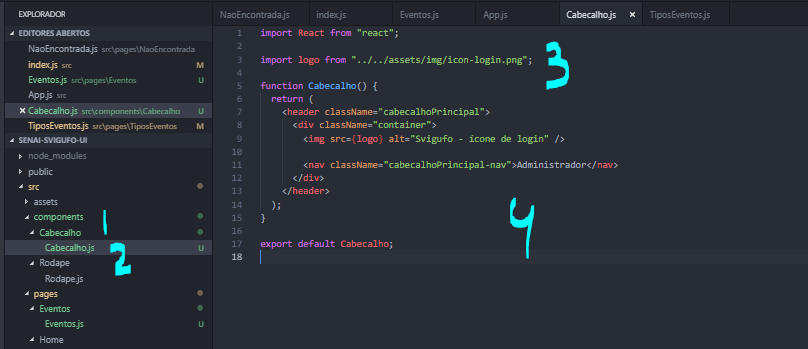 EXPLORADOR
EDITORES ABERTOS
NaoEncontrada.js src\pages\NaoEncontrada
index.js src M
Eventos.js src\pages\Eventos U
App.js src
Cabecalho.js src\components\Cabecalho U
TiposEventos.js src\pages\TiposEventos M
SENAI-SVIGUFO-UI
node_modules
public
src
assets
components
Cabecalho
Cabecalho.js U
Rodape
Rodape.js
pages
Eventos
Eventos.js U
Home
1
2
NaoEncontrada.js index.js Eventos.js App.js Cabecalho.js TiposEventos.js
1 import React from "react";
2
3 import logo from "../../assets/img/icon-login.png";
4
5 function Cabecalho() {
6 return (
7 <header className="cabecalhoPrincipal">
8 <div className="container">
9 <img src={logo} alt="Svigufo - ícone de login" />
10
11 <nav className="cabecalhoPrincipal-nav">Administrador</nav>
12 </div>
13 </header>
14 );
15 }
16
17 export default Cabecalho;
18
3
4